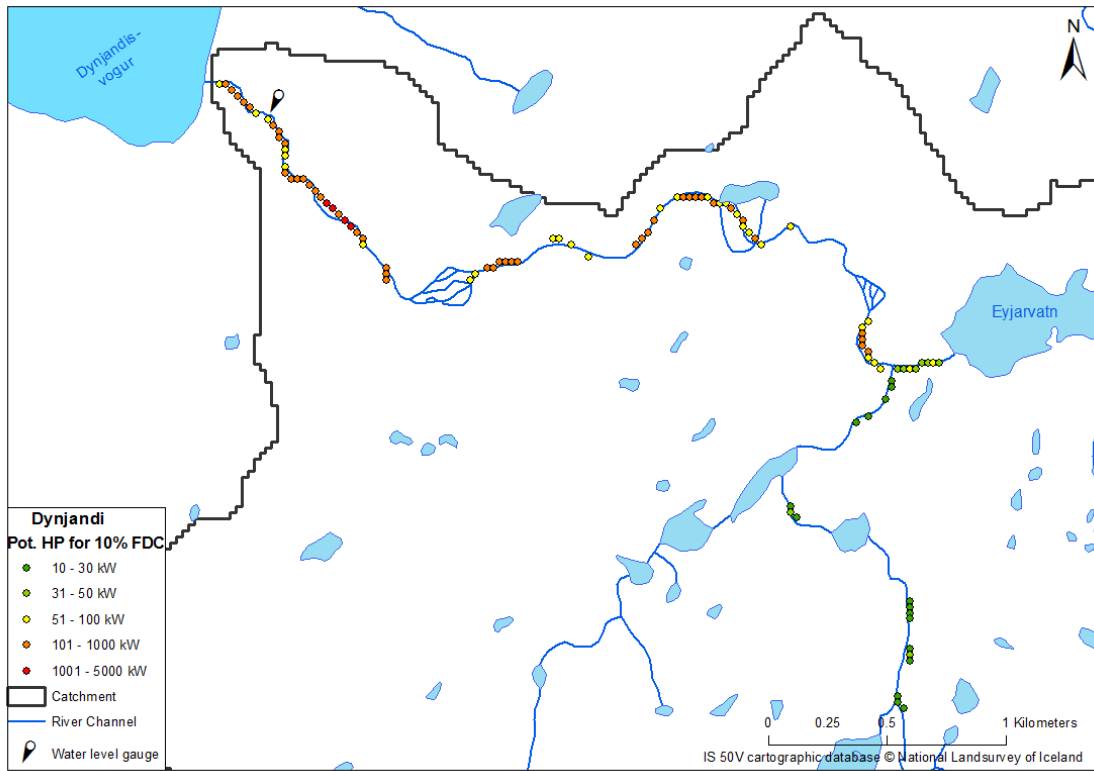 Dynjandis-
vogur
N
Eyjarvatn
Dynjandi
Pot. HP for 10% FDC
10 - 30 kW
31 - 50 kW
51 - 100 kW
101 - 1000 kW
1001 - 5000 kW
Catchment
River Channel
Water level gauge
0 0.25 0.5 1 Kilometers
IS 50V cartographic database © National Landsurvey of Iceland